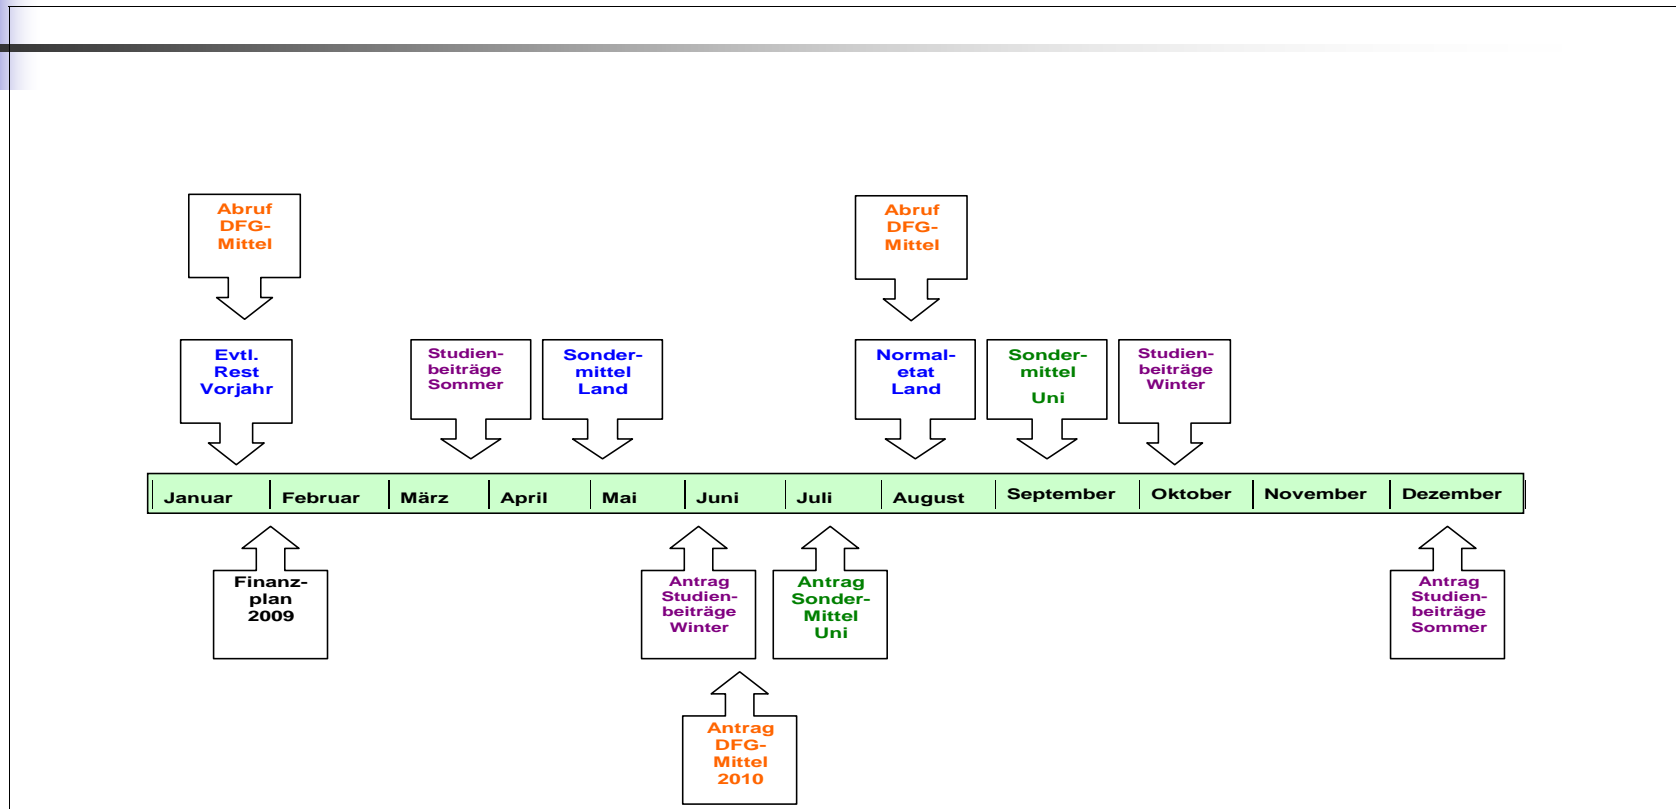 Abruf
DFG-
Mittel
Abruf
DFG-
Mittel
Evtl.
Rest
Vorjahr
Studien-
beiträge
Sommer
Sonder-
mittel
Land
Normal-
etat
Land
Sonder-
mittel
Uni
Studien-
beiträge
Winter
Januar Februar März April Mai Juni Juli August September Oktober November Dezember
Finanz-
plan
2009
Antrag
Studien-
beiträge
Winter
Antrag
Sonder-
Mittel
Uni
Antrag
Studien-
beiträge
Sommer
Antrag
DFG-
Mittel
2010